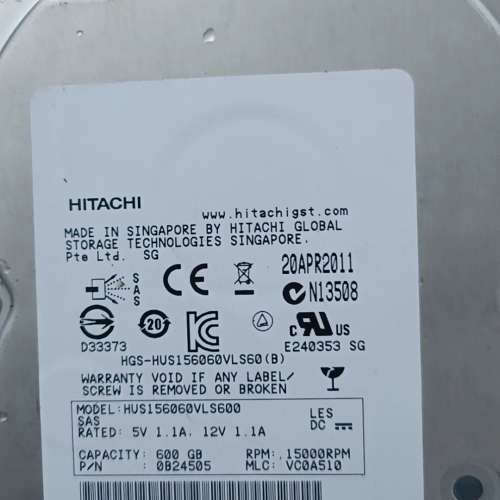 HITACHI
www.hitachigst.com
MADE IN SINGAPORE BY HITACHI GLOBAL
STORAGE TECHNOLOGIES SINGAPORE.
Pte Ltd. SG
SAS
CE
20APR2011
N13508
D33373
20
c RU US
E240353 SG
HGS-HUS156060VLS60(B)
WARRANTY VOID IF ANY LABEL/
SCREW IS REMOVED OR BROKEN
MODEL:HUS156060VLS600
SAS
RATED: 5V 1.1A, 12V 1.1A
LES
DC
CAPACITY: 600 GB RPM: 15000RPM
P/N : 0B24505 MLC: VC0A510